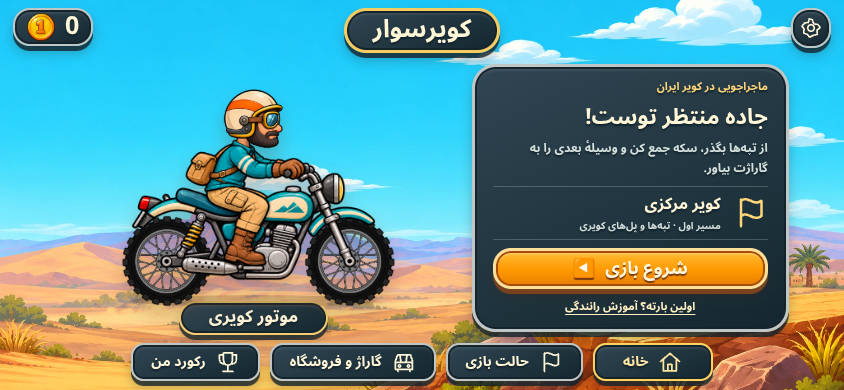 0
1
کویرسوار
ماجراجویی در کویر ایران
جاده منتظر توست!
از تپه‌ها بگذر، سکه جمع کن و وسیلهٔ بعدی را به
گاراژت بیاور.
کویر مرکزی
مسیر اول · تپه‌ها و پل‌های کویری
شروع بازی
اولین بارته؟ آموزش رانندگی
موتور کویری
خانه
حالت بازی
گاراژ و فروشگاه
رکورد من